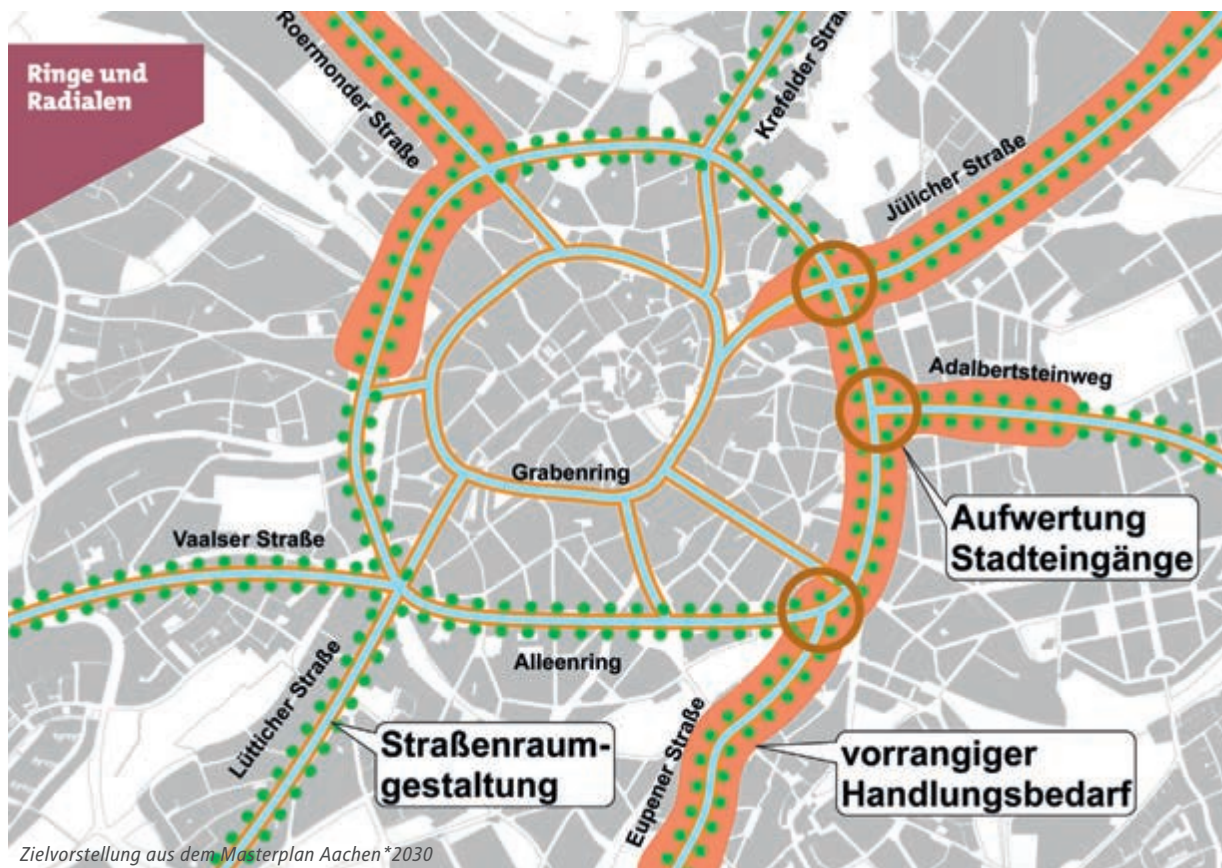 Ringe und
Radialen
Roermonder Straße
Krefelder Straße
Jülicher Straße
Adalbertsteinweg
Grabenring
Aufwertung
Stadteingänge
Vaalser Straße
Alleenring
Lütticher Straße
Straßenraum-
gestaltung
Eupener Straße
vorrangiger
Handlungsbedarf
Zielvorstellung aus dem Masterplan Aachen*2030